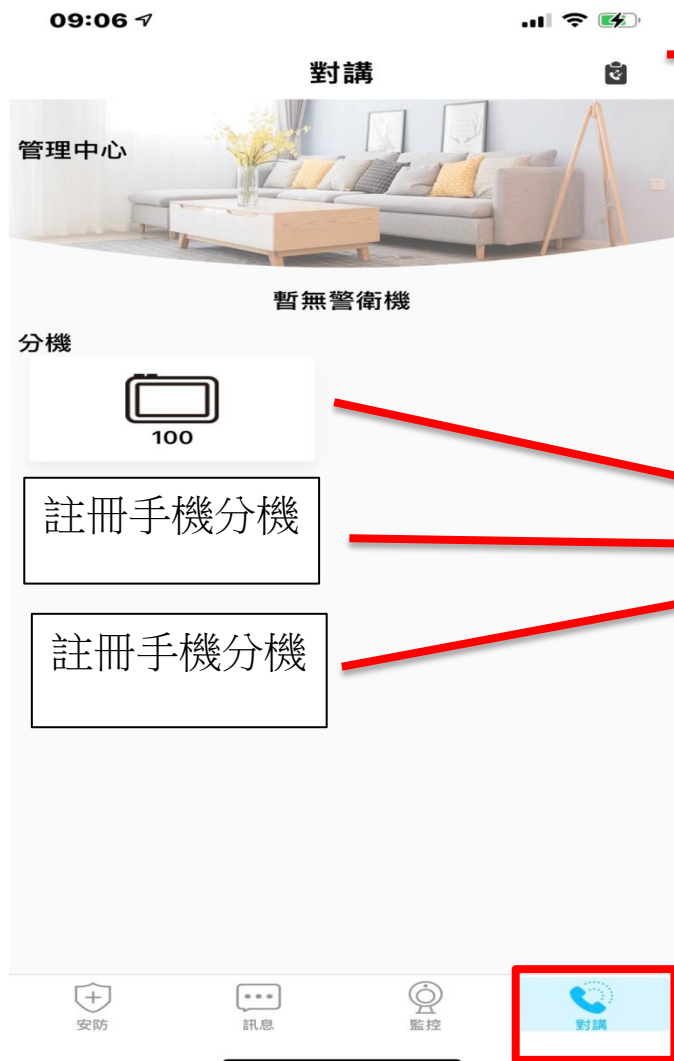 09:06
對講
管理中心
暫無警衛機
分機
100
註冊手機分機
註冊手機分機
安防
訊息
監控
對講